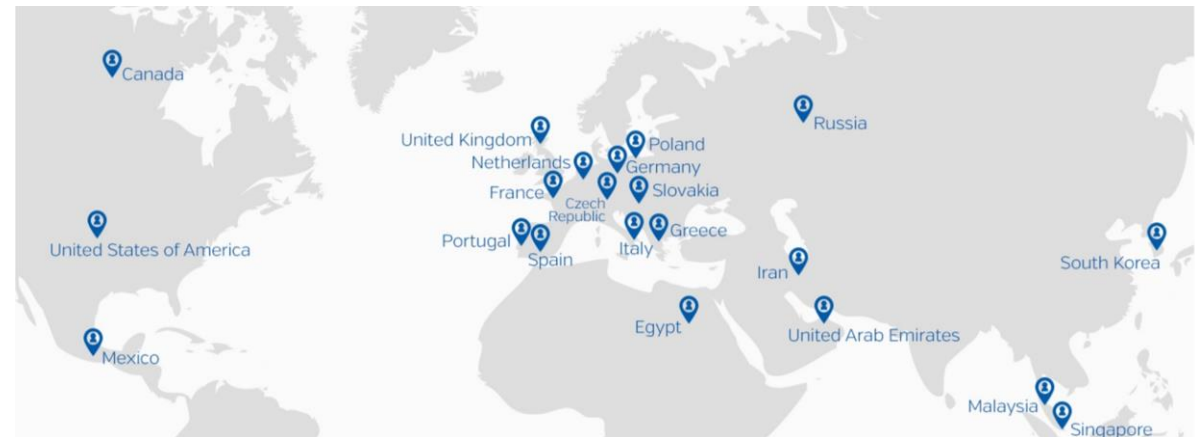 Canada
Russia
United Kingdom
Poland
Netherlands
Germany
France
Slovakia
Czech
Republic
Portugal
Spain
Italy
Greece
United States of America
South Korea
Iran
Egypt
United Arab Emirates
Mexico
Malaysia
Singapore